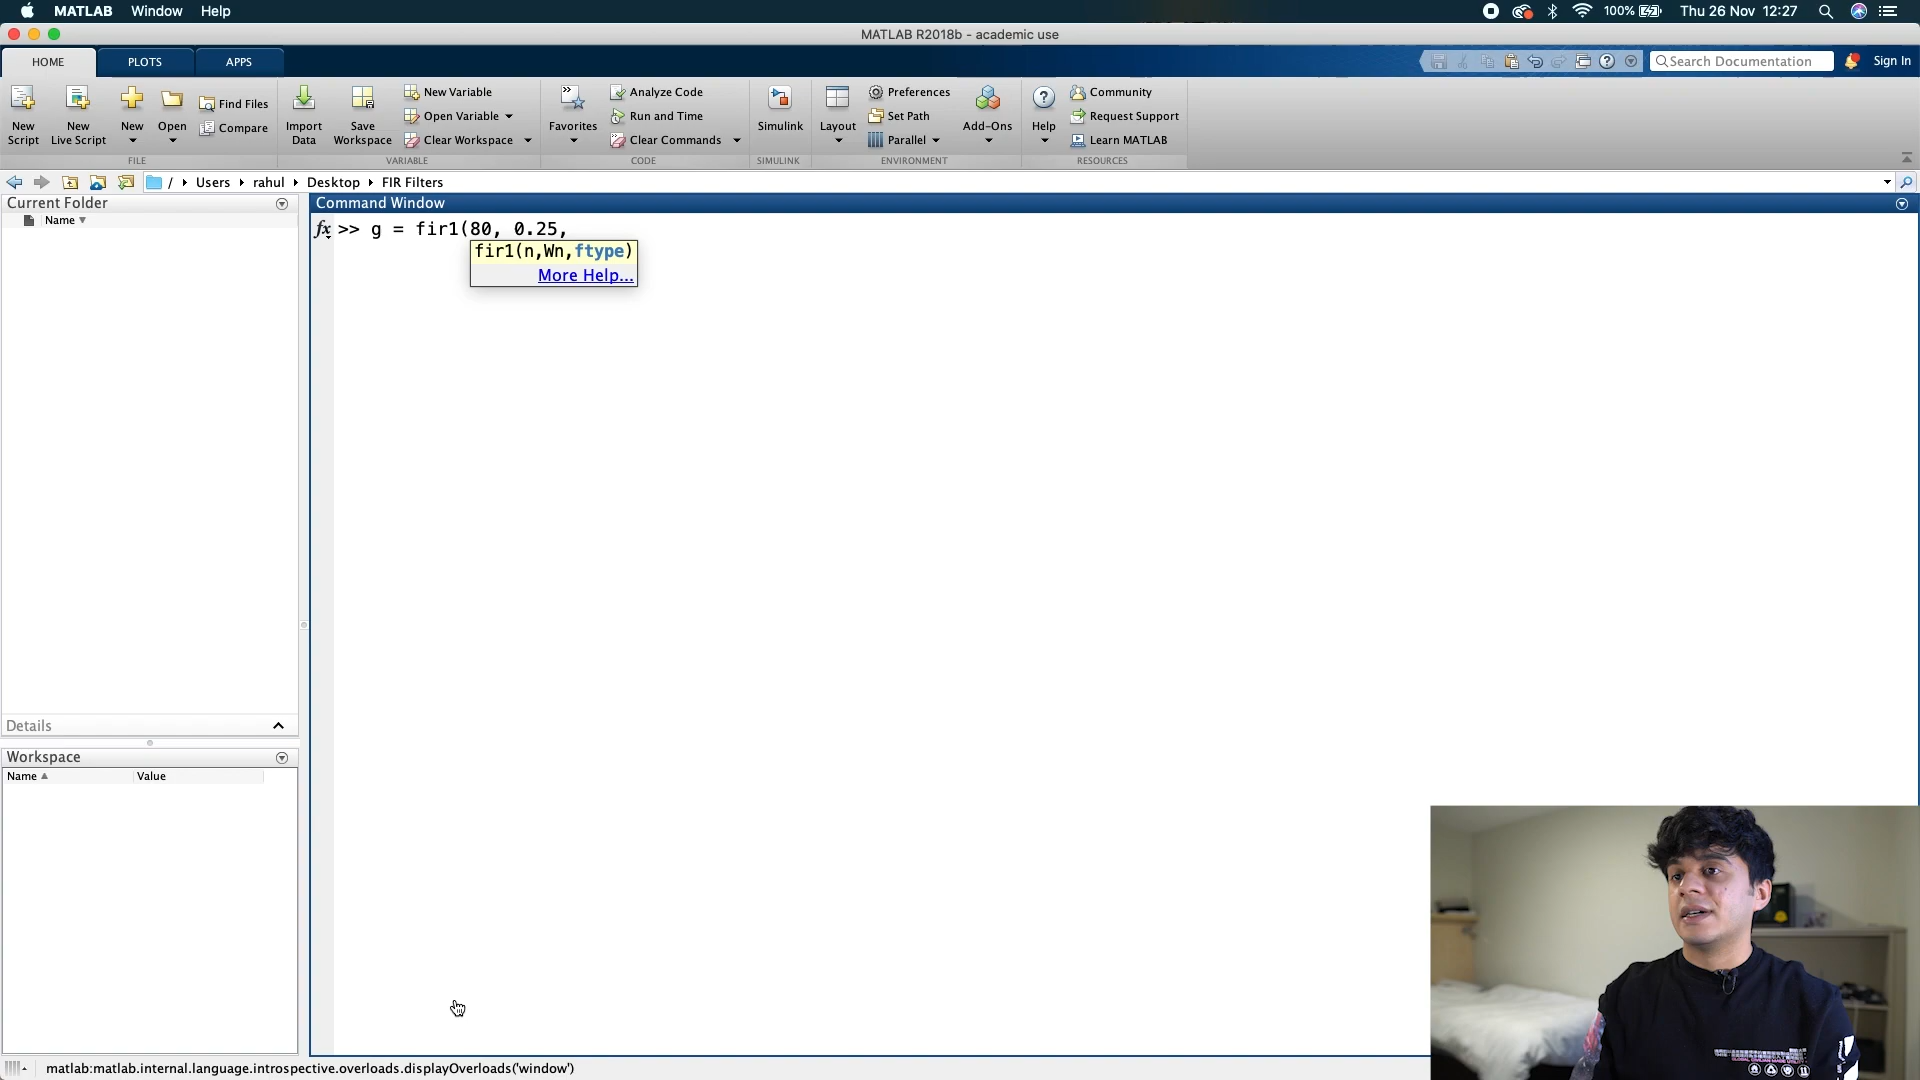 MATLAB Window Help 100% Thu 26 Nov 12:27
MATLAB R2018b - academic use
HOME PLOTS APPS Search Documentation Sign In
New Script
New Live Script
New
Open
Find Files
Compare
FILE
Import Data
Save Workspace
New Variable
Open Variable
Clear Workspace
VARIABLE
Favorites
Analyze Code
Run and Time
Clear Commands
CODE
Simulink
SIMULINK
Layout
Preferences
Set Path
Parallel
Add-Ons
ENVIRONMENT
Help
Community
Request Support
Learn MATLAB
RESOURCES
/ Users rahul Desktop FIR Filters
Current Folder
Name
Command Window
fx >> g = fir1(80, 0.25,
fir1(n,Wn,ftype)
More Help...
Details
Workspace
Name Value
matlab:matlab.internal.language.introspective.overloads.displayOverloads('window')